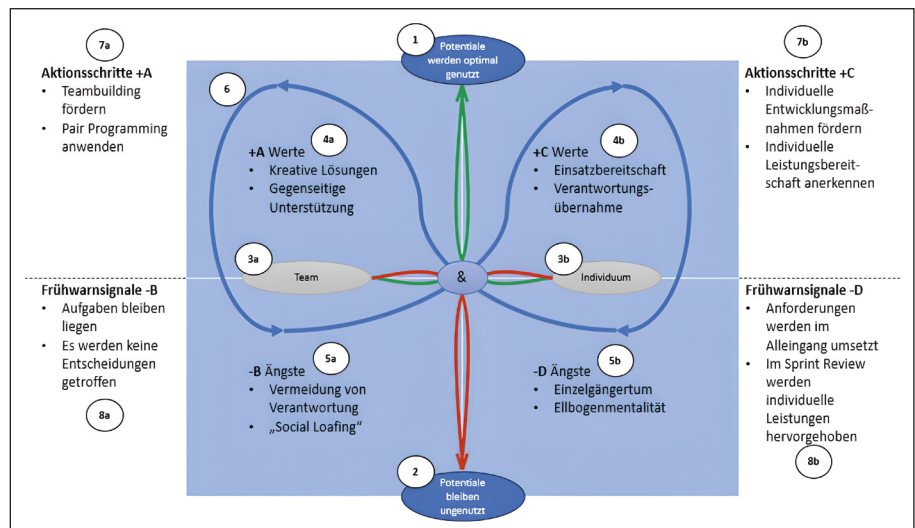 7a
Aktionsschritte +A
• Teambuilding
fördern
• Pair Programming
anwenden
1
Potentiale
werden optimal
genutzt
7b
Aktionsschritte +C
• Individuelle
Entwicklungsmaß-
nahmen fördern
• Individuelle
Leistungsbereit-
schaft anerkennen
6
4a
+A Werte
• Kreative Lösungen
• Gegenseitige
Unterstützung
4b
+C Werte
• Einsatzbereitschaft
• Verantwortungs-
übernahme
3a
Team
&
3b
Individuum
Frühwarnsignale -B
• Aufgaben bleiben
liegen
• Es werden keine
Entscheidungen
getroffen
8a
5a
-B Ängste
• Vermeidung von
Verantwortung
• „Social Loafing“
5b
-D Ängste
• Einzelgängertum
• Ellbogenmentalität
Frühwarnsignale -D
• Anforderungen
werden im
Alleingang umsetzt
• Im Sprint Review
werden
individuelle
Leistungen
hervorgehoben
8b
2
Potentiale
bleiben
ungenutzt